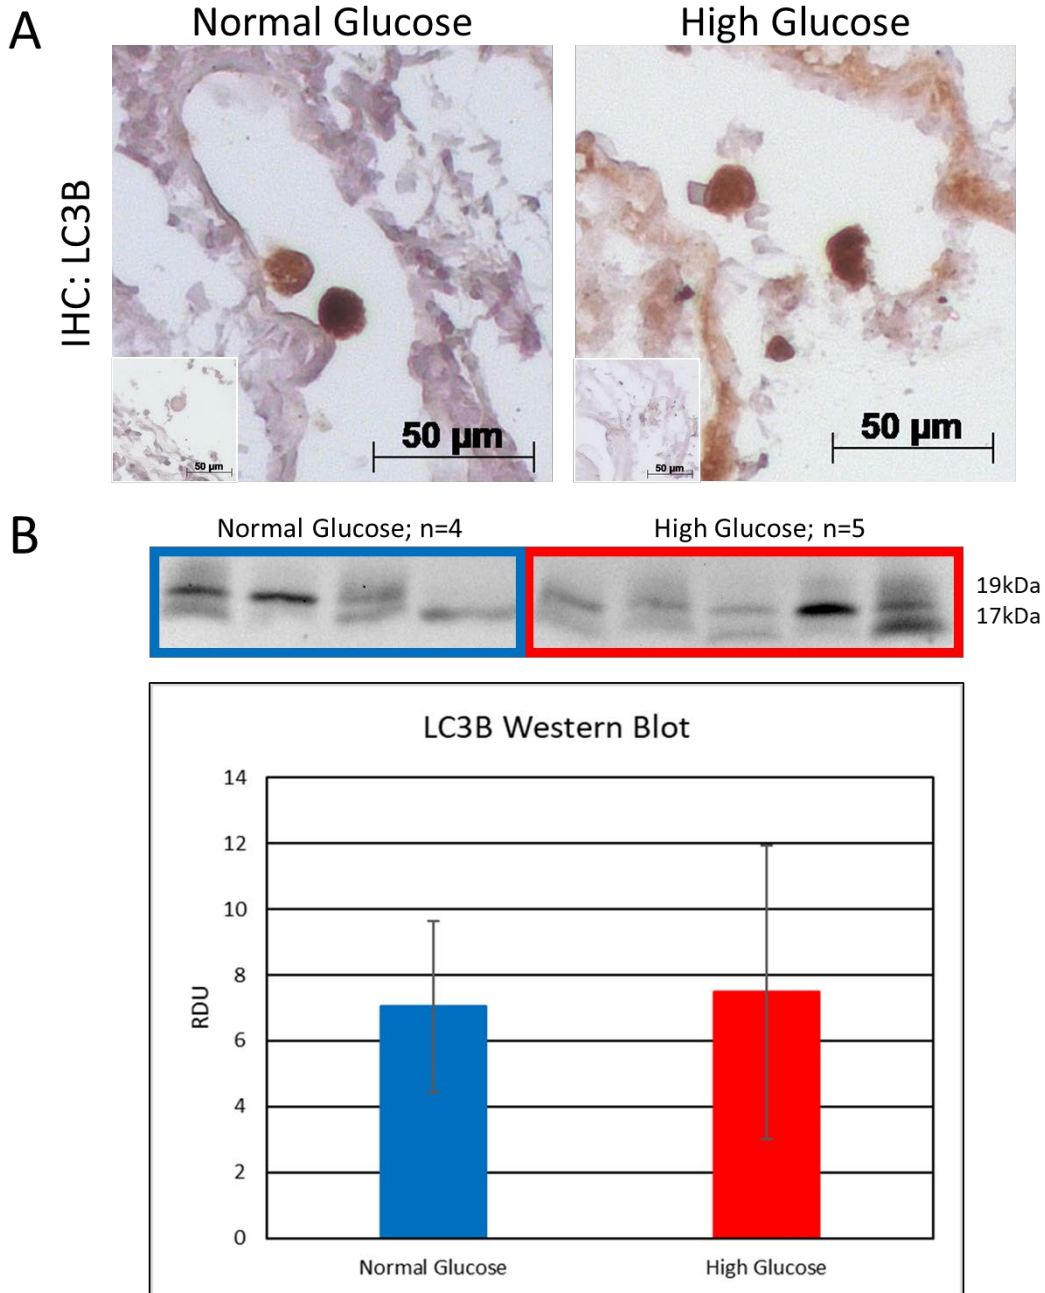 A
Normal Glucose
High Glucose
IHC: LC3B
50 µm
50 µm
50 µm
50 µm
B
Normal Glucose; n=4
High Glucose; n=5
19kDa
17kDa
LC3B Western Blot
14
12
10
8
6
4
2
0
RDU
Normal Glucose
High Glucose